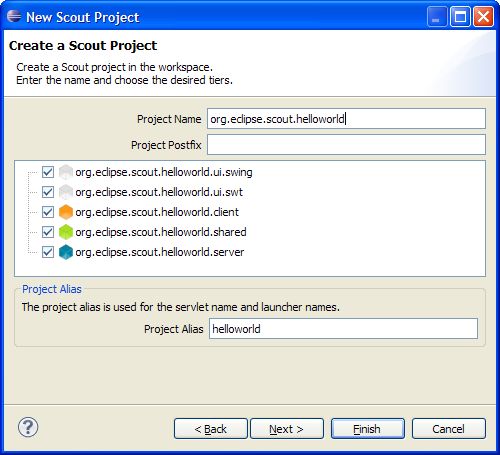 New Scout Project
Create a Scout Project
Create a Scout project in the workspace.
Enter the name and choose the desired tiers.
Project Name org.eclipse.scout.helloworld
Project Postfix
org.eclipse.scout.helloworld.ui.swing
org.eclipse.scout.helloworld.ui.swt
org.eclipse.scout.helloworld.client
org.eclipse.scout.helloworld.shared
org.eclipse.scout.helloworld.server
Project Alias
The project alias is used for the servlet name and launcher names.
Project Alias helloworld
? < Back Next > Finish Cancel